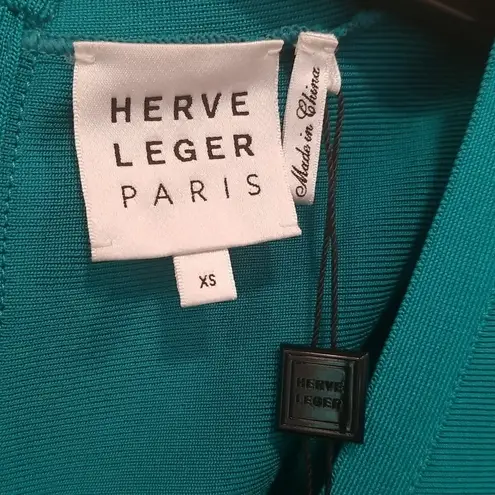 HERVE
LEGER
PARIS
Made in China
XS
HERVE
LEGER